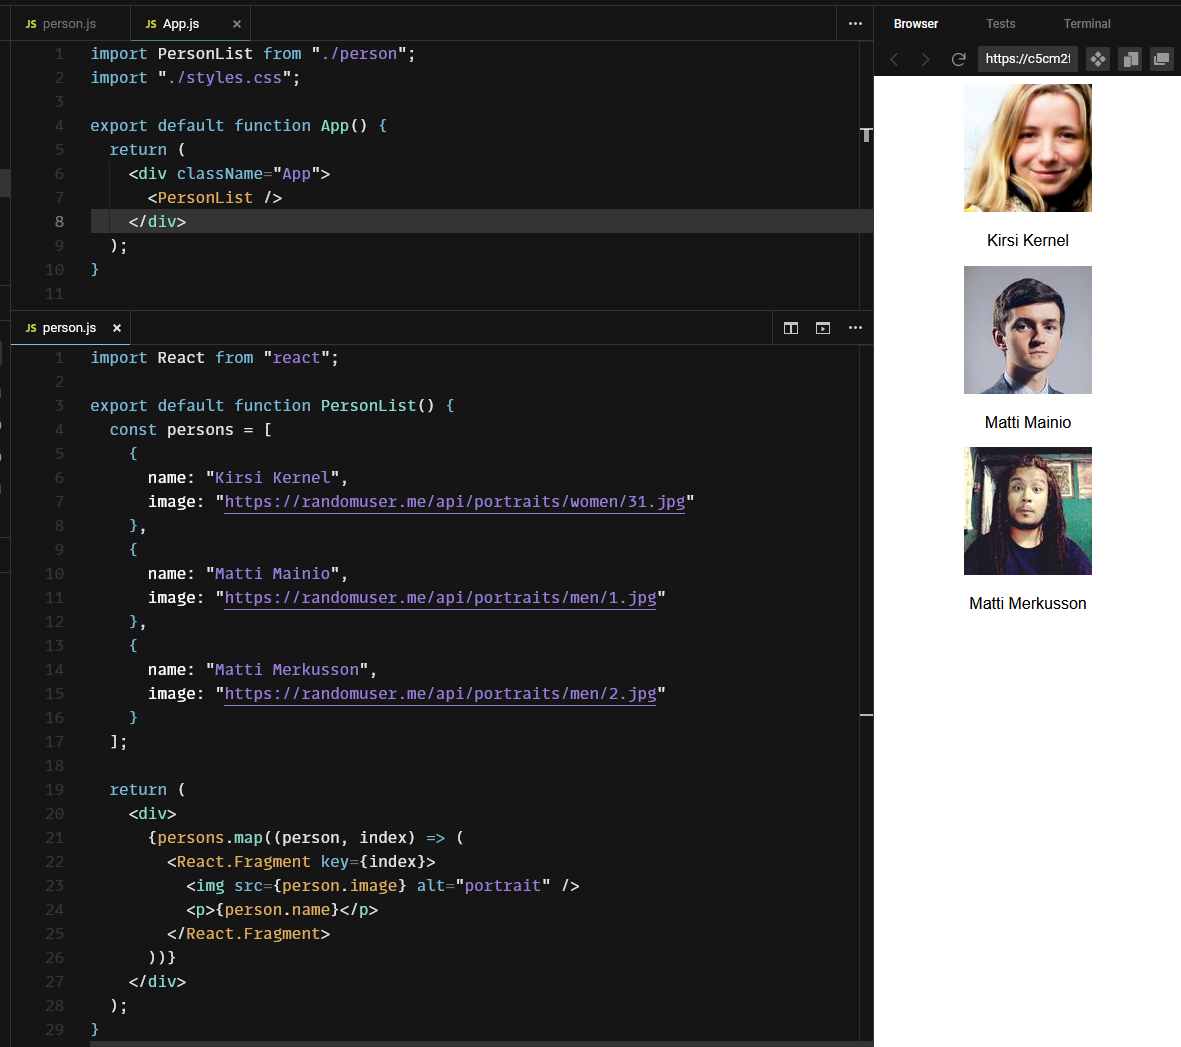 JS person.js
JS App.js ×
1 import PersonList from "./person";
2 import "./styles.css";
3
4 export default function App() {
5   return (
6     <div className="App">
7       <PersonList />
8     </div>
9   );
10 }
11
JS person.js ×
1 import React from "react";
2
3 export default function PersonList() {
4   const persons = [
5     {
6       name: "Kirsi Kernel",
7       image: "https://randomuser.me/api/portraits/women/31.jpg"
8     },
9     {
10       name: "Matti Mainio",
11       image: "https://randomuser.me/api/portraits/men/1.jpg"
12     },
13     {
14       name: "Matti Merkusson",
15       image: "https://randomuser.me/api/portraits/men/2.jpg"
16     }
17   ];
18
19   return (
20     <div>
21       {persons.map((person, index) => (
22         <React.Fragment key={index}>
23           <img src={person.image} alt="portrait" />
24           <p>{person.name}</p>
25         </React.Fragment>
26       ))}
27     </div>
28   );
29 }
Browser
Tests
Terminal
https://c5cm2f
Kirsi Kernel
Matti Mainio
Matti Merkusson